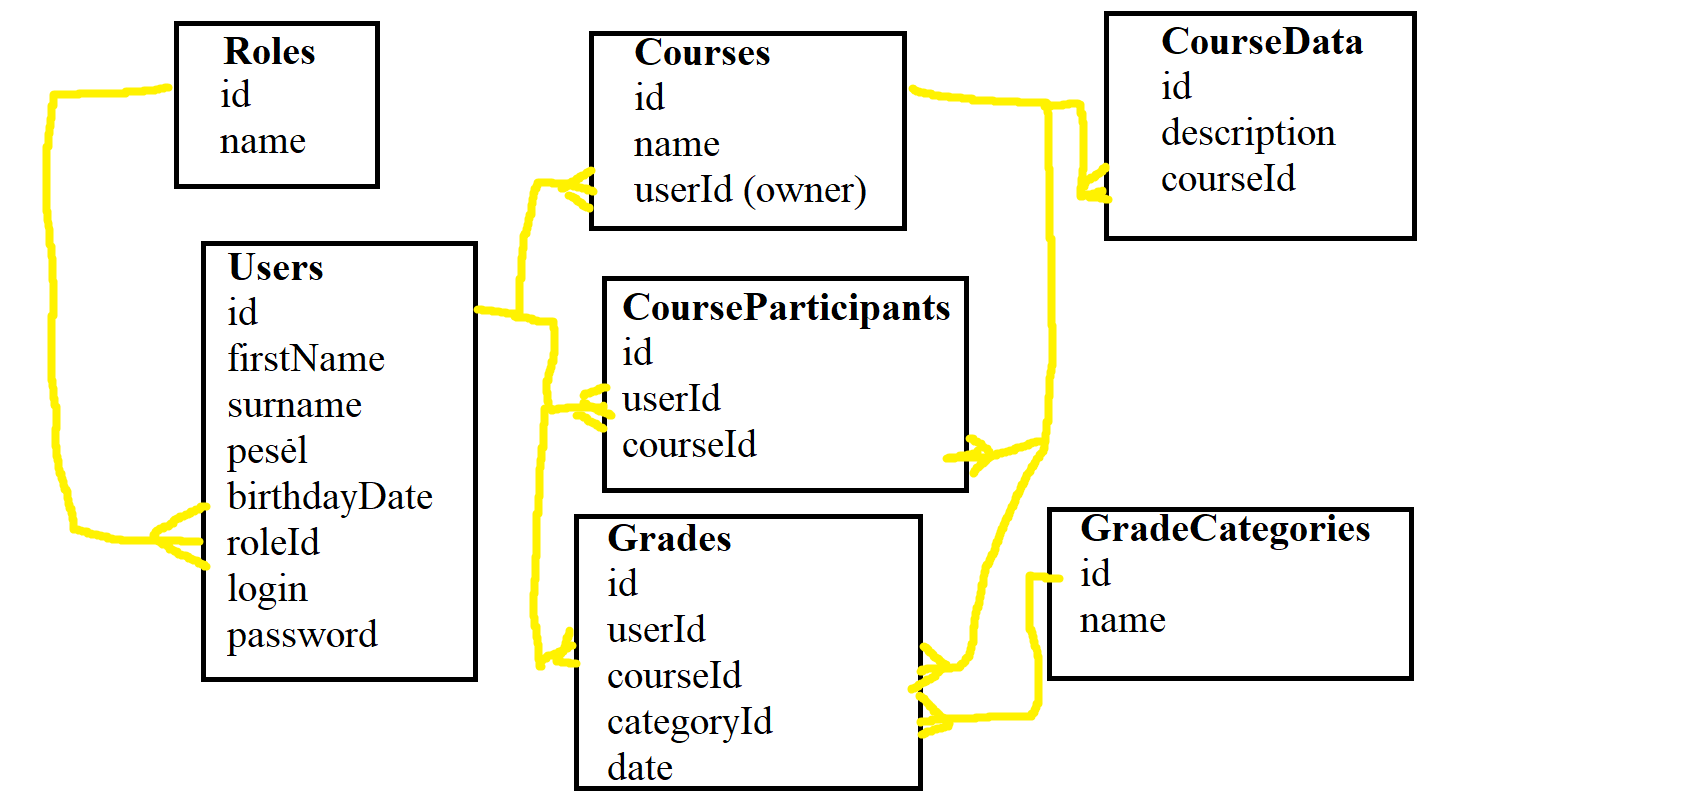 Roles
id
name
Courses
id
name
userId (owner)
CourseData
id
description
courseId
Users
id
firstName
surname
pesel
birthdayDate
roleId
login
password
CourseParticipants
id
userId
courseId
Grades
id
userId
courseId
categoryId
date
GradeCategories
id
name